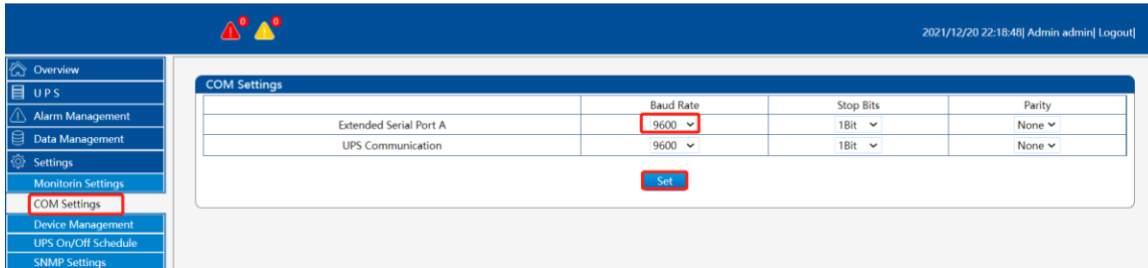 0 0
2021/12/20 22:18:48| Admin admin| Logout|
Overview
UPS
Alarm Management
Data Management
Settings
Monitorin Settings
COM Settings
Device Management
UPS On/Off Schedule
SNMP Settings
COM Settings
Baud Rate Stop Bits Parity
Extended Serial Port A 9600 1Bit None
UPS Communication 9600 1Bit None
Set